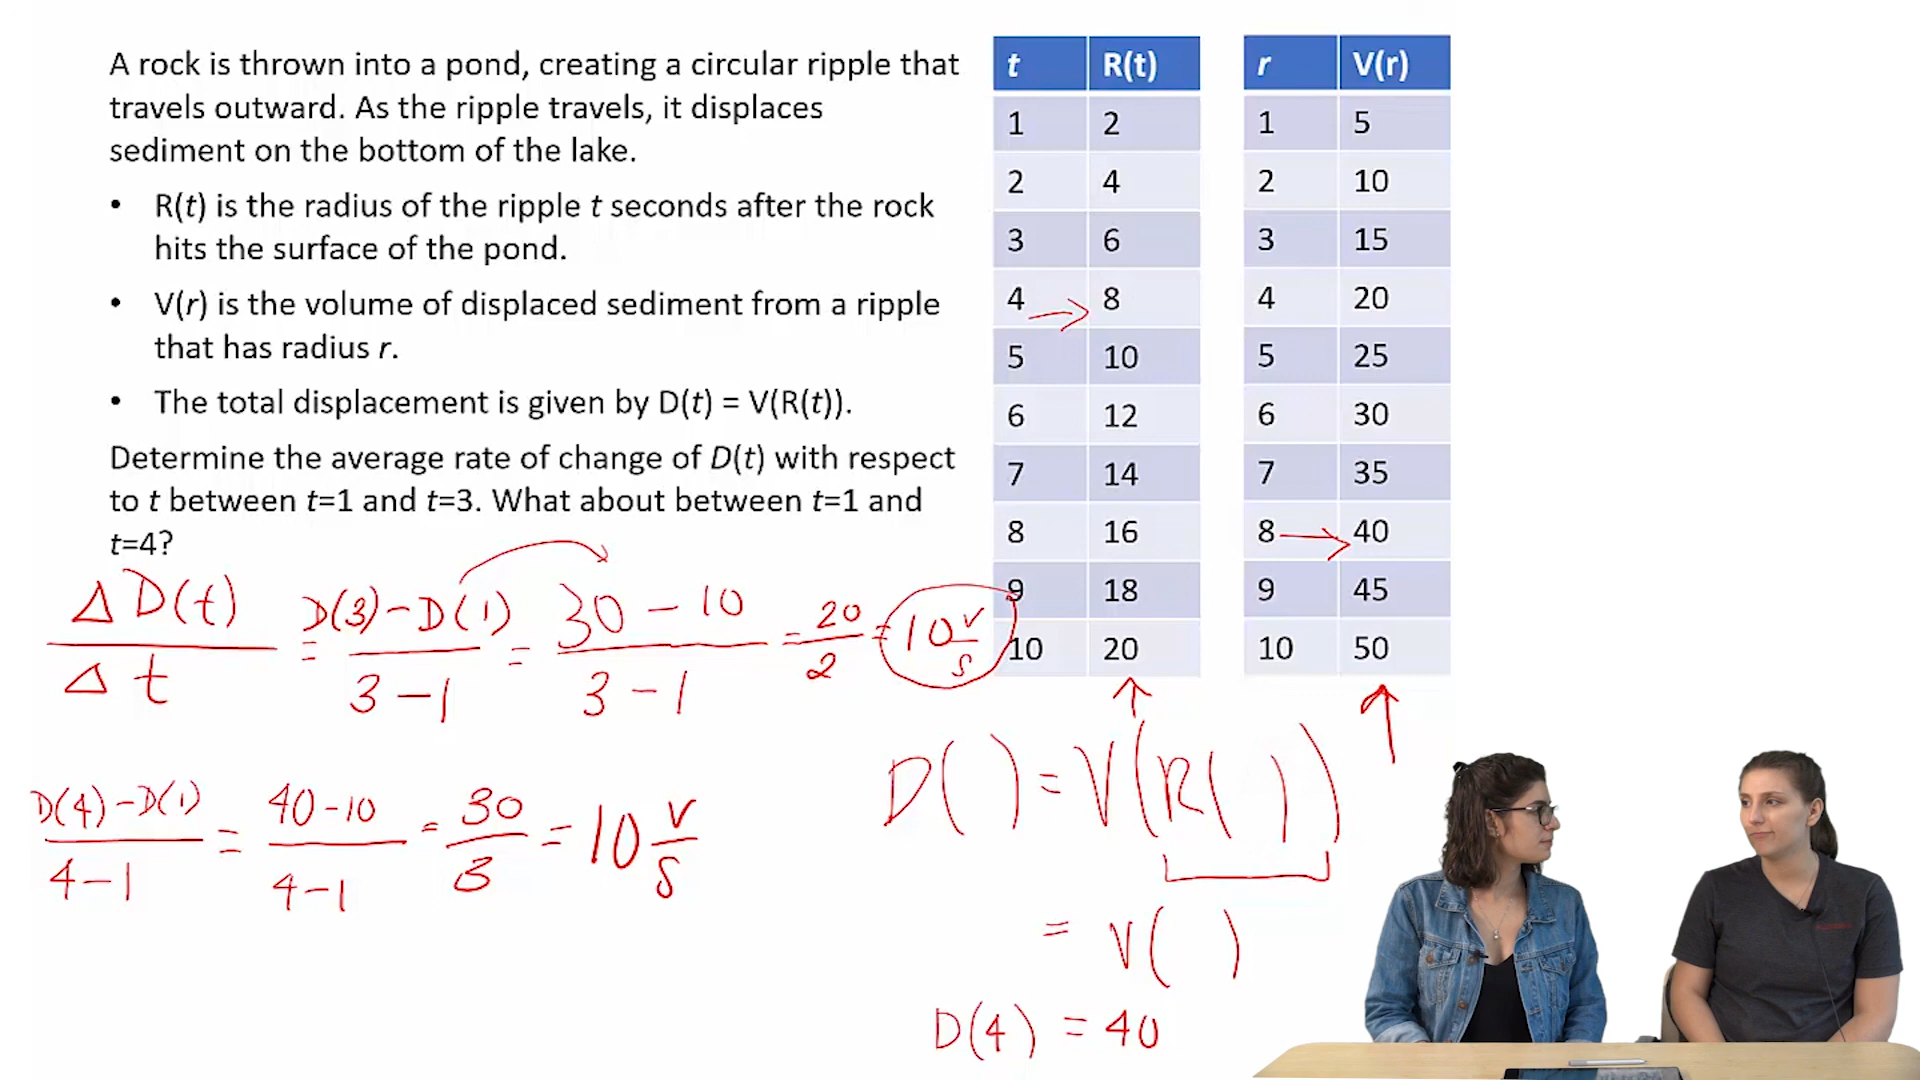 A rock is thrown into a pond, creating a circular ripple that
travels outward. As the ripple travels, it displaces
sediment on the bottom of the lake.
• R(t) is the radius of the ripple t seconds after the rock
hits the surface of the pond.
• V(r) is the volume of displaced sediment from a ripple
that has radius r.
• The total displacement is given by D(t) = V(R(t)).
Determine the average rate of change of D(t) with respect
to t between t=1 and t=3. What about between t=1 and
t=4?
t R(t)
1 2
2 4
3 6
4 → 8
5 10
6 12
7 14
8 16
9 18
10 20
r V(r)
1 5
2 10
3 15
4 20
5 25
6 30
7 35
8 → 40
9 45
10 50
Δ D(t) / Δ t = D(3) - D(1) / 3 - 1 = 30 - 10 / 3 - 1 = 20 / 2 = 10 v/s
D(4) - D(1) / 4 - 1 = 40 - 10 / 4 - 1 = 30 / 3 = 10 v/s
D( ) = V(R( ))
= V( )
D(4) = 40